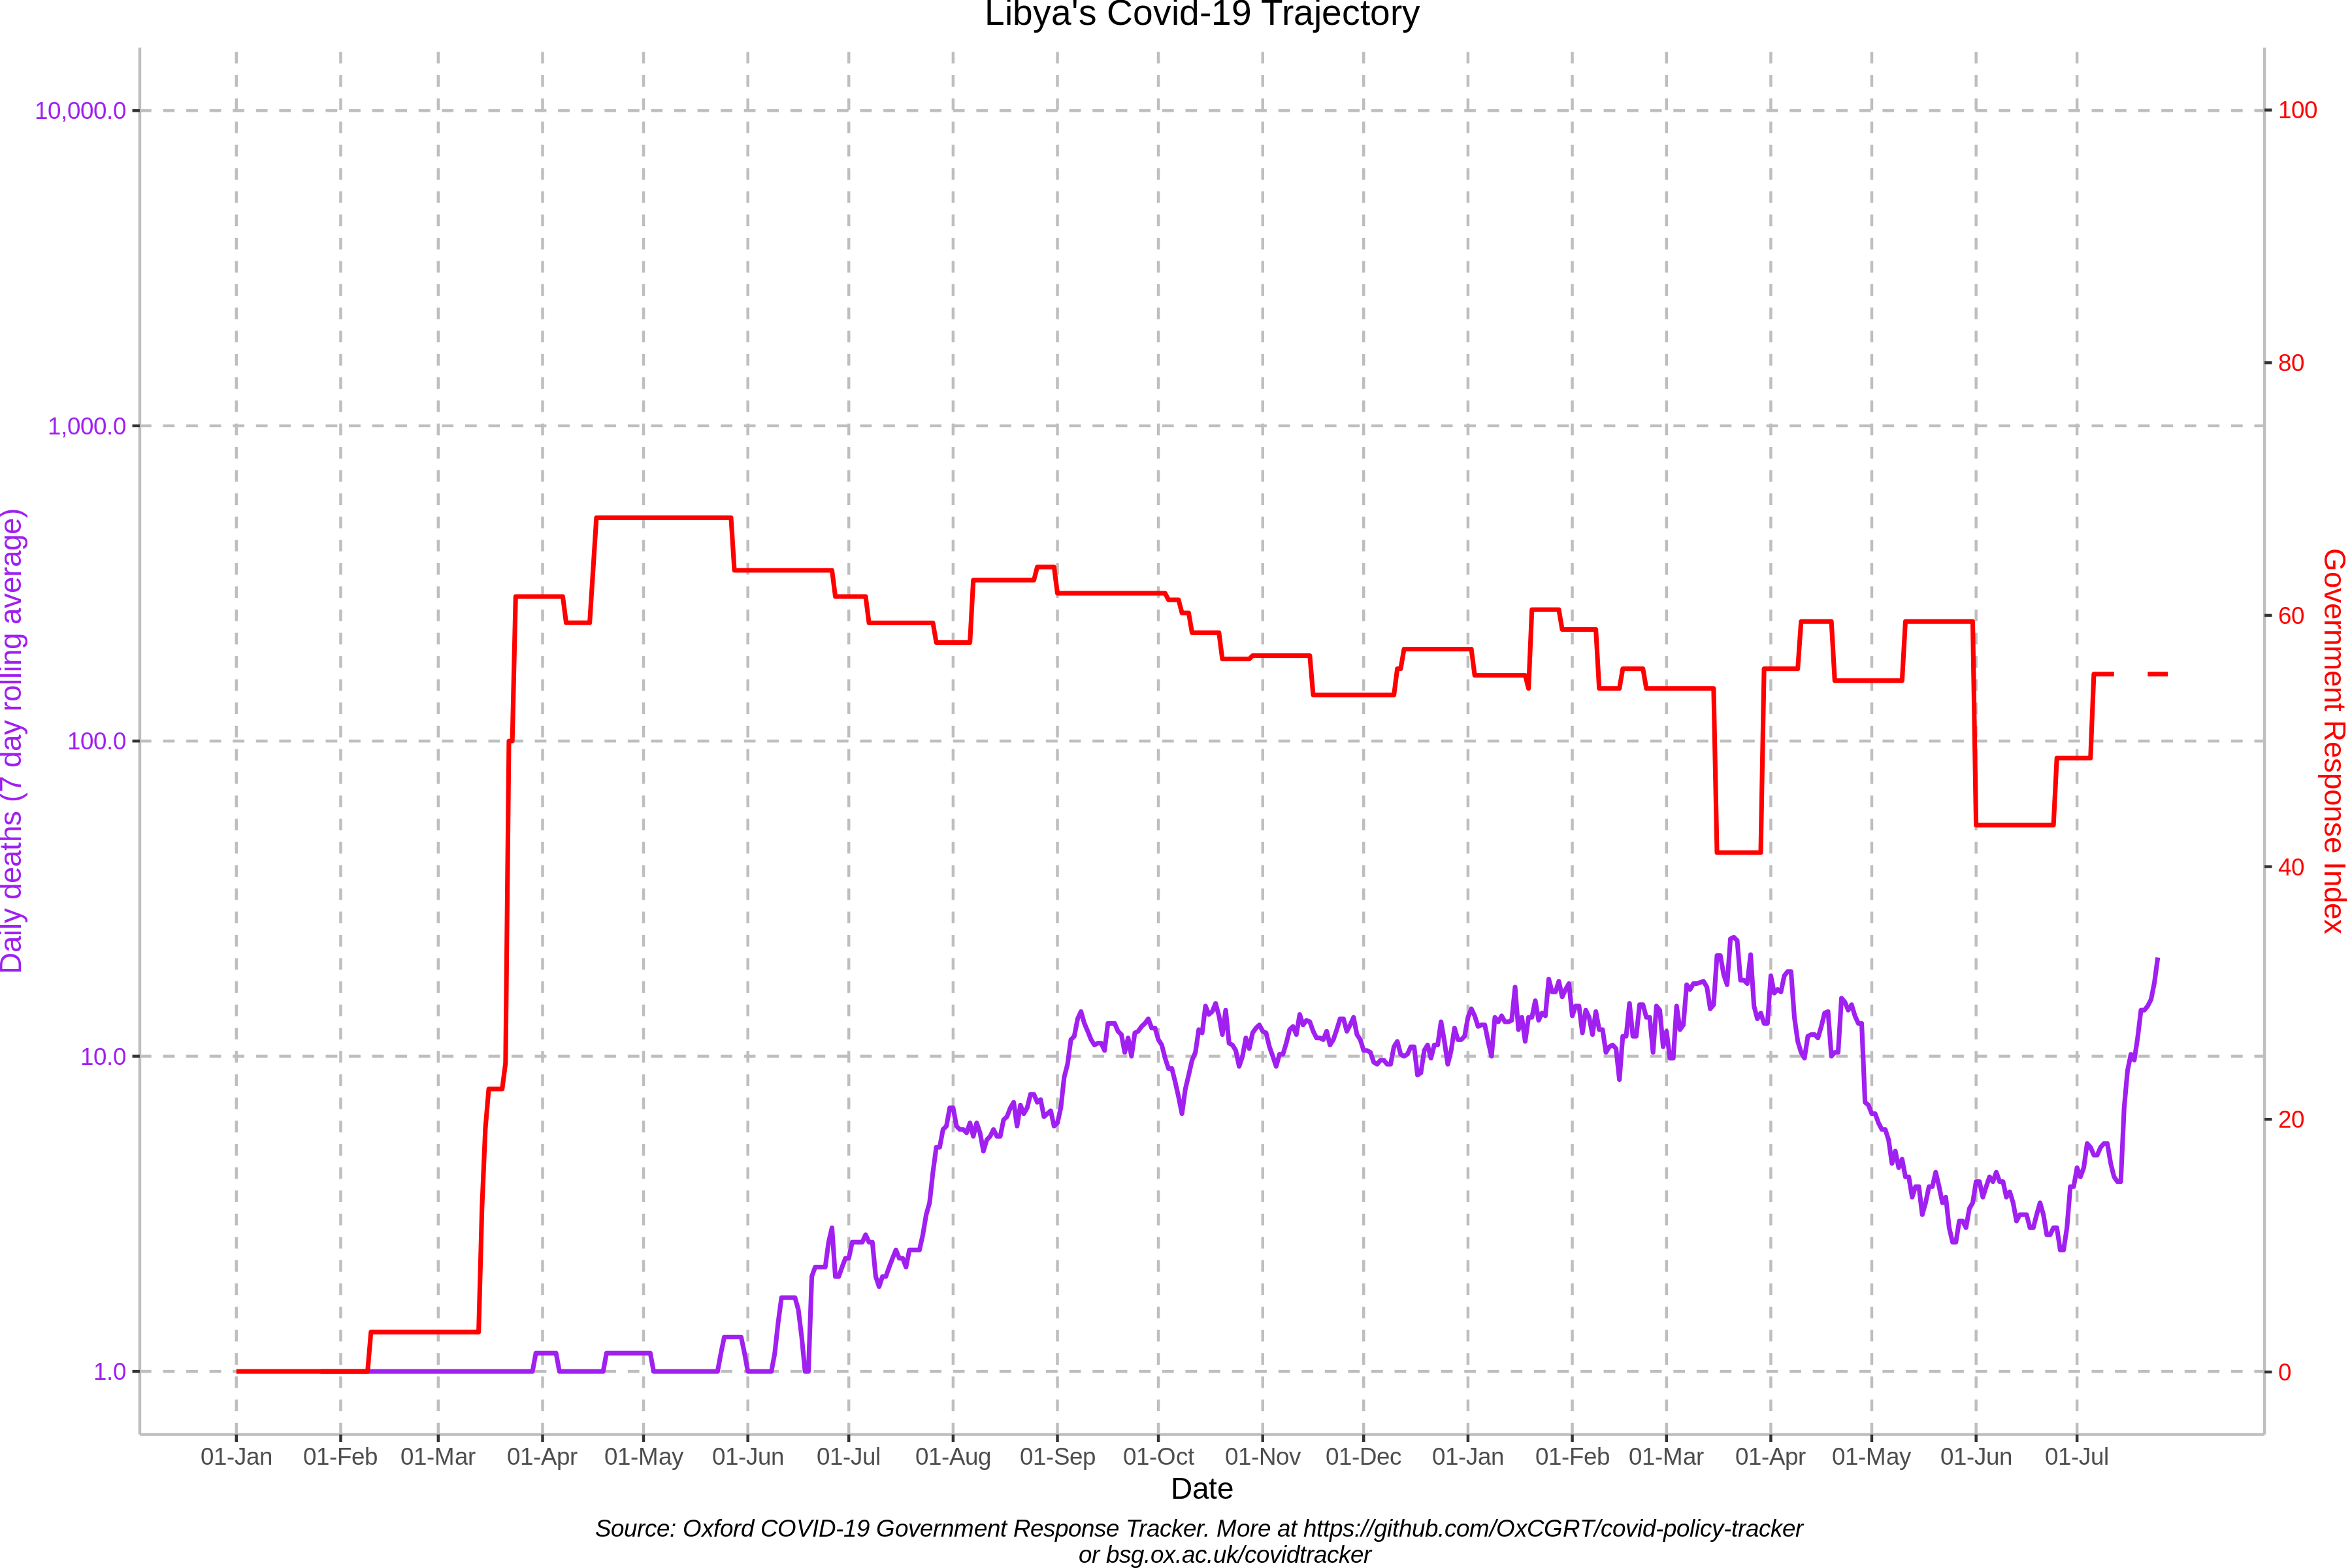 Libya's Covid-19 Trajectory
10,000.0
1,000.0
100.0
10.0
1.0
Daily deaths (7 day rolling average)
100
80
60
40
20
0
Government Response Index
01-Jan 01-Feb 01-Mar 01-Apr 01-May 01-Jun 01-Jul 01-Aug 01-Sep 01-Oct 01-Nov 01-Dec 01-Jan 01-Feb 01-Mar 01-Apr 01-May 01-Jun 01-Jul
Date
Source: Oxford COVID-19 Government Response Tracker. More at https://github.com/OxCGRT/covid-policy-tracker
or bsg.ox.ac.uk/covidtracker